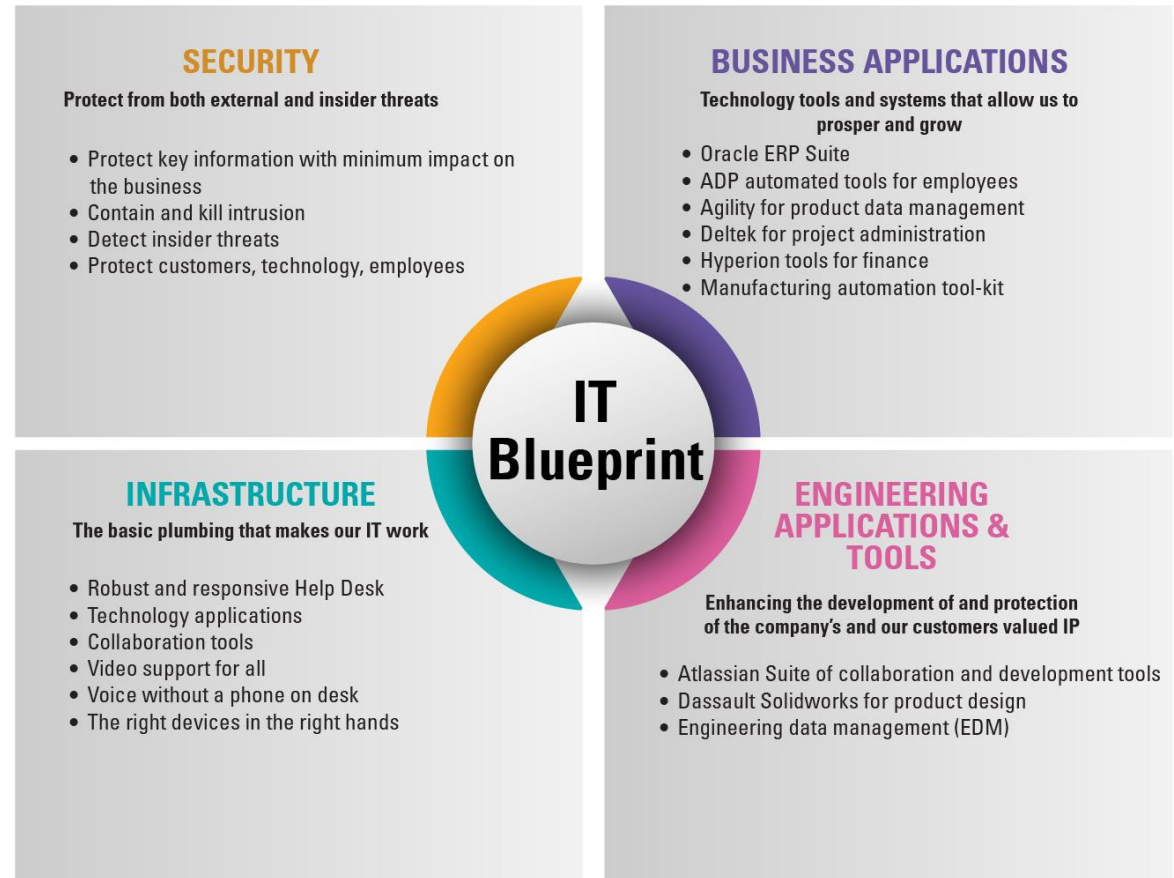 SECURITY
Protect from both external and insider threats
• Protect key information with minimum impact on
the business
• Contain and kill intrusion
• Detect insider threats
• Protect customers, technology, employees
BUSINESS APPLICATIONS
Technology tools and systems that allow us to
prosper and grow
• Oracle ERP Suite
• ADP automated tools for employees
• Agility for product data management
• Deltek for project administration
• Hyperion tools for finance
• Manufacturing automation tool-kit
IT
Blueprint
INFRASTRUCTURE
The basic plumbing that makes our IT work
• Robust and responsive Help Desk
• Technology applications
• Collaboration tools
• Video support for all
• Voice without a phone on desk
• The right devices in the right hands
ENGINEERING
APPLICATIONS &
TOOLS
Enhancing the development of and protection
of the company's and our customers valued IP
• Atlassian Suite of collaboration and development tools
• Dassault Solidworks for product design
• Engineering data management (EDM)